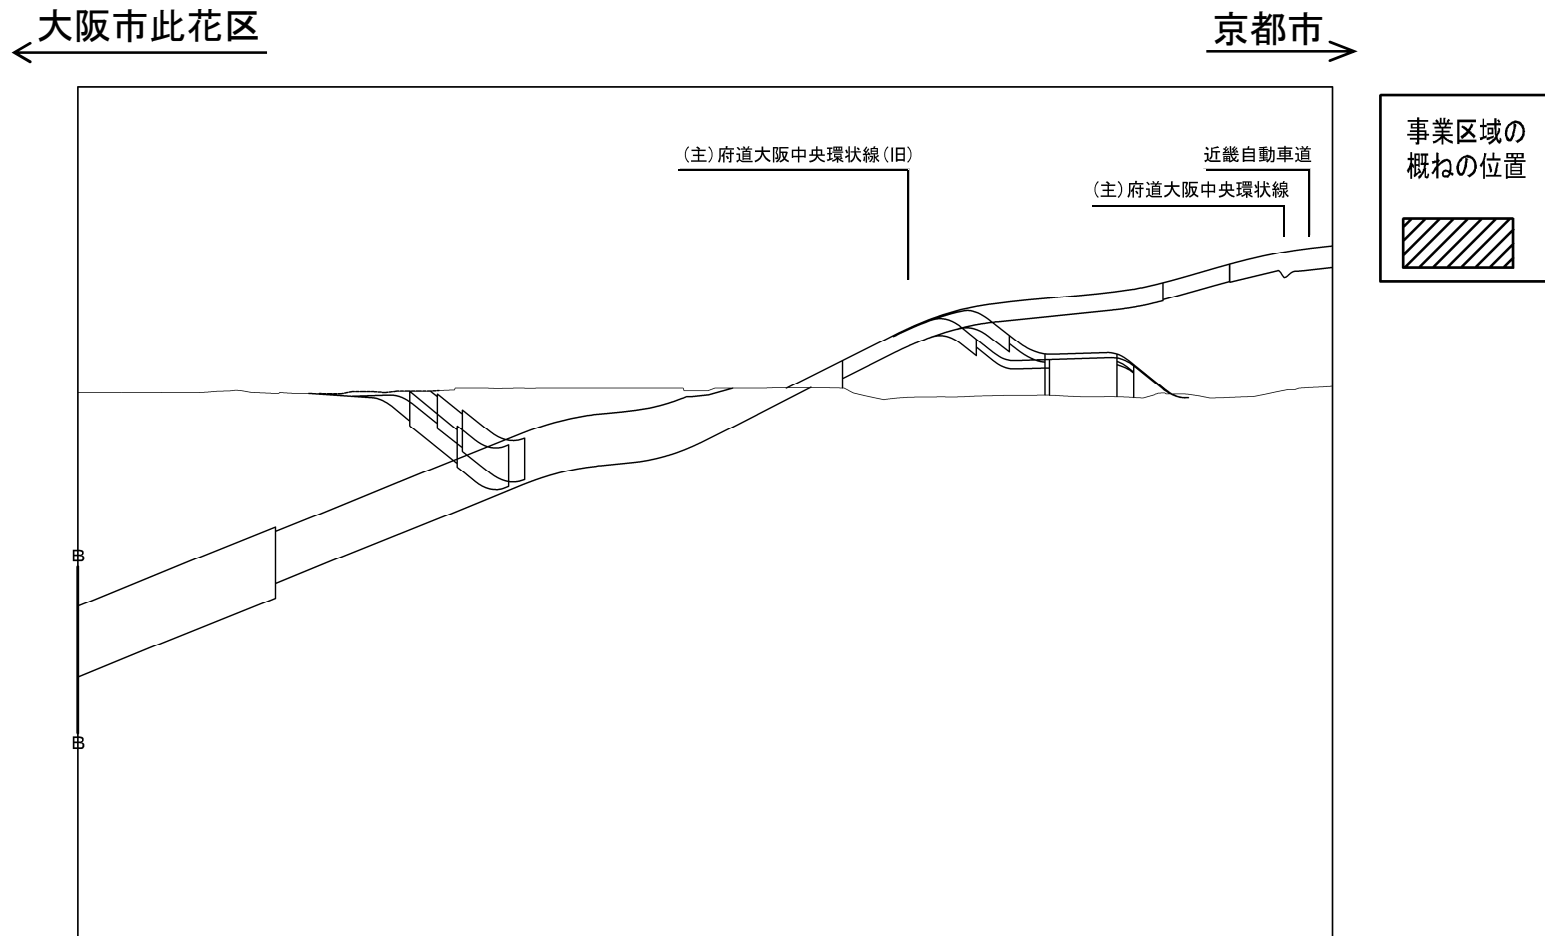 大阪市此花区
京都市
事業区域の
概ねの位置
(主)府道大阪中央環状線(旧)
近畿自動車道
(主)府道大阪中央環状線
B
B